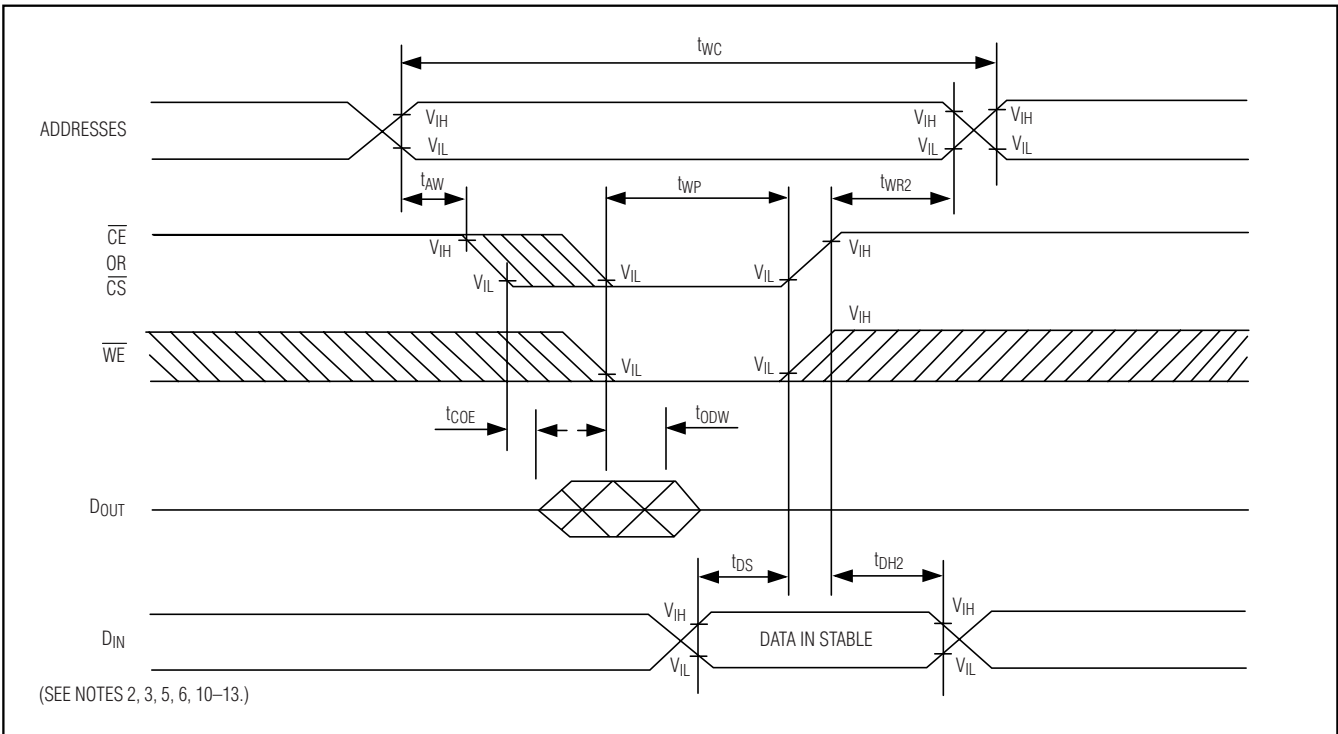 tWC
ADDRESSES
VIH
VIL
VIH
VIL
VIH
VIL
tAW
tWP
tWR2
CE
OR
CS
VIH
VIL
VIL
VIL
VIH
WE
VIL
VIL
VIH
tCOE
tODW
DOUT
tDS
tDH2
DIN
VIH
VIL
DATA IN STABLE
VIH
VIL
(SEE NOTES 2, 3, 5, 6, 10–13.)